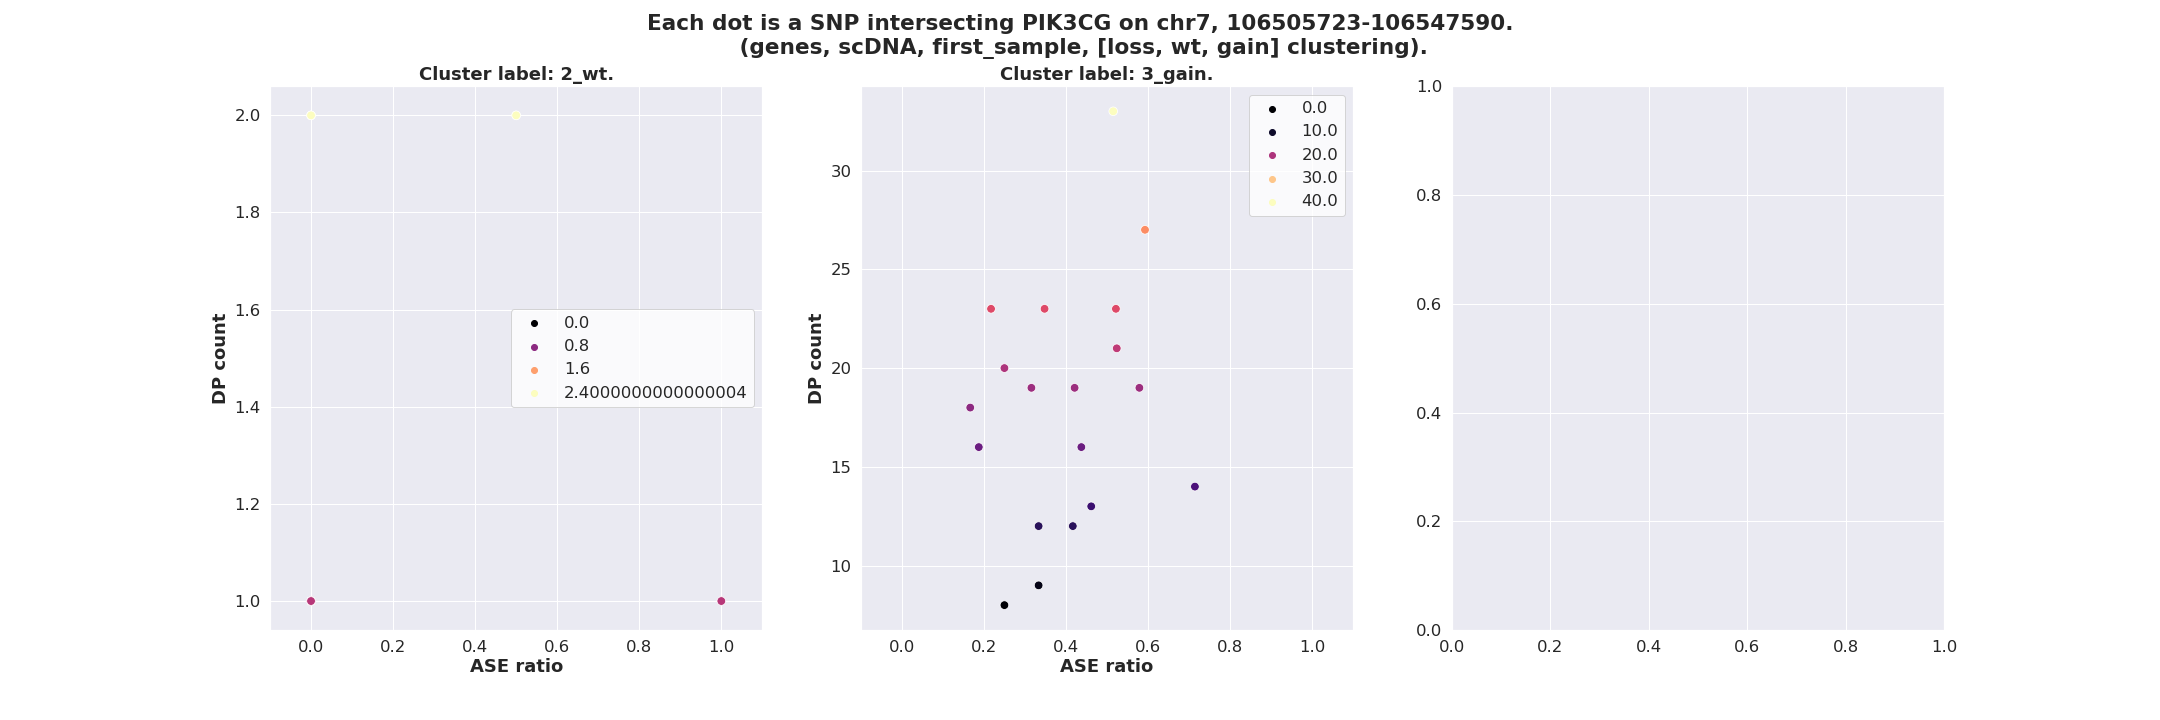 Each dot is a SNP intersecting PIK3CG on chr7, 106505723-106547590.
(genes, scDNA, first_sample, [loss, wt, gain] clustering).
Cluster label: 2_wt.
2.0
1.8
1.6
1.4
1.2
1.0
DP count
0.0
0.8
1.6
2.4000000000000004
0.0 0.2 0.4 0.6 0.8 1.0
ASE ratio
Cluster label: 3_gain.
30
25
20
15
10
DP count
0.0
10.0
20.0
30.0
40.0
0.0 0.2 0.4 0.6 0.8 1.0
ASE ratio
1.0
0.8
0.6
0.4
0.2
0.0
0.0 0.2 0.4 0.6 0.8 1.0